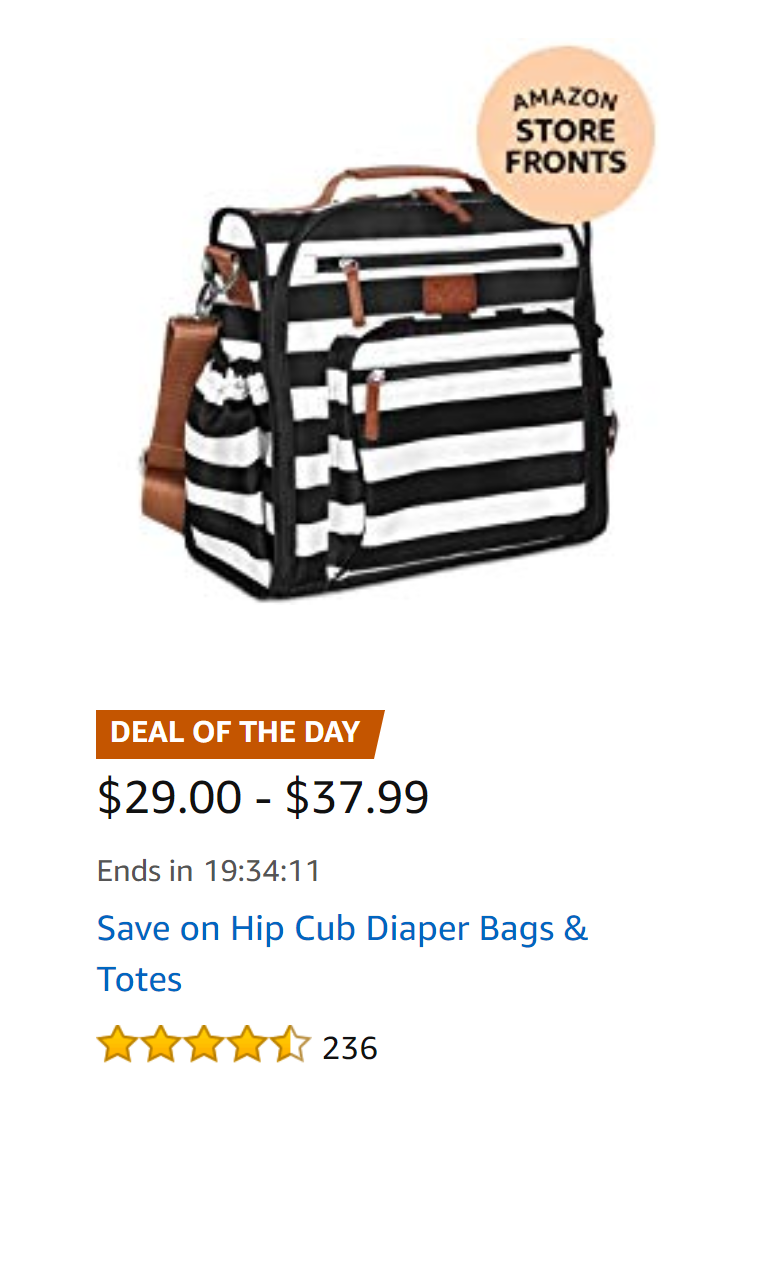 AMAZON
STORE
FRONTS
DEAL OF THE DAY
$29.00 - $37.99
Ends in 19:34:11
Save on Hip Cub Diaper Bags &
Totes
236